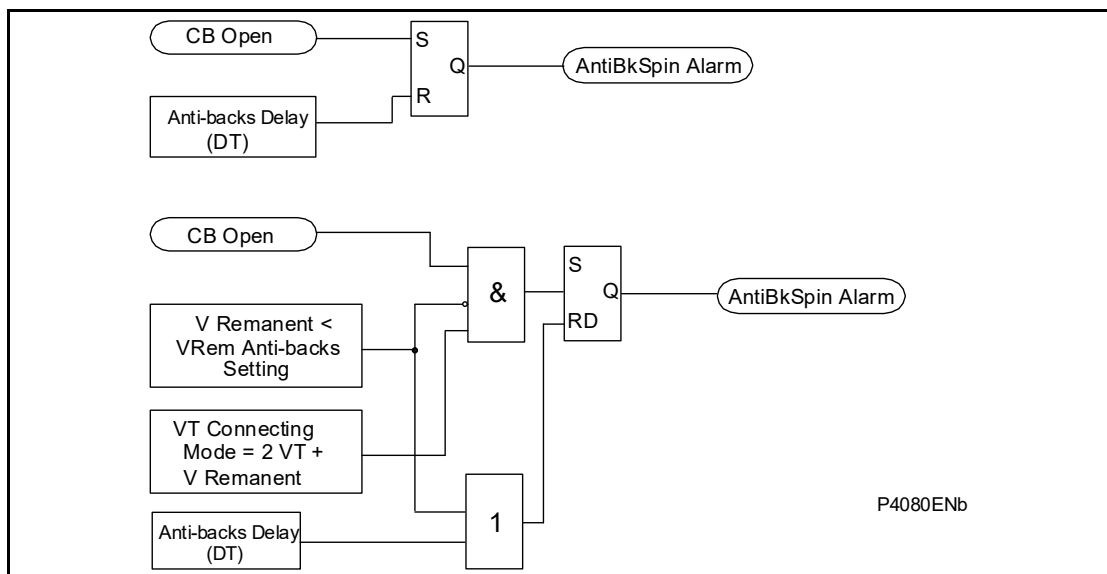 CB Open
S
Q
R
AntiBkSpin Alarm
Anti-backs Delay
(DT)
CB Open
&
S
Q
RD
AntiBkSpin Alarm
V Remanent <
VRem Anti-backs
Setting
VT Connecting
Mode = 2 VT +
V Remanent
1
Anti-backs Delay
(DT)
P4080ENb